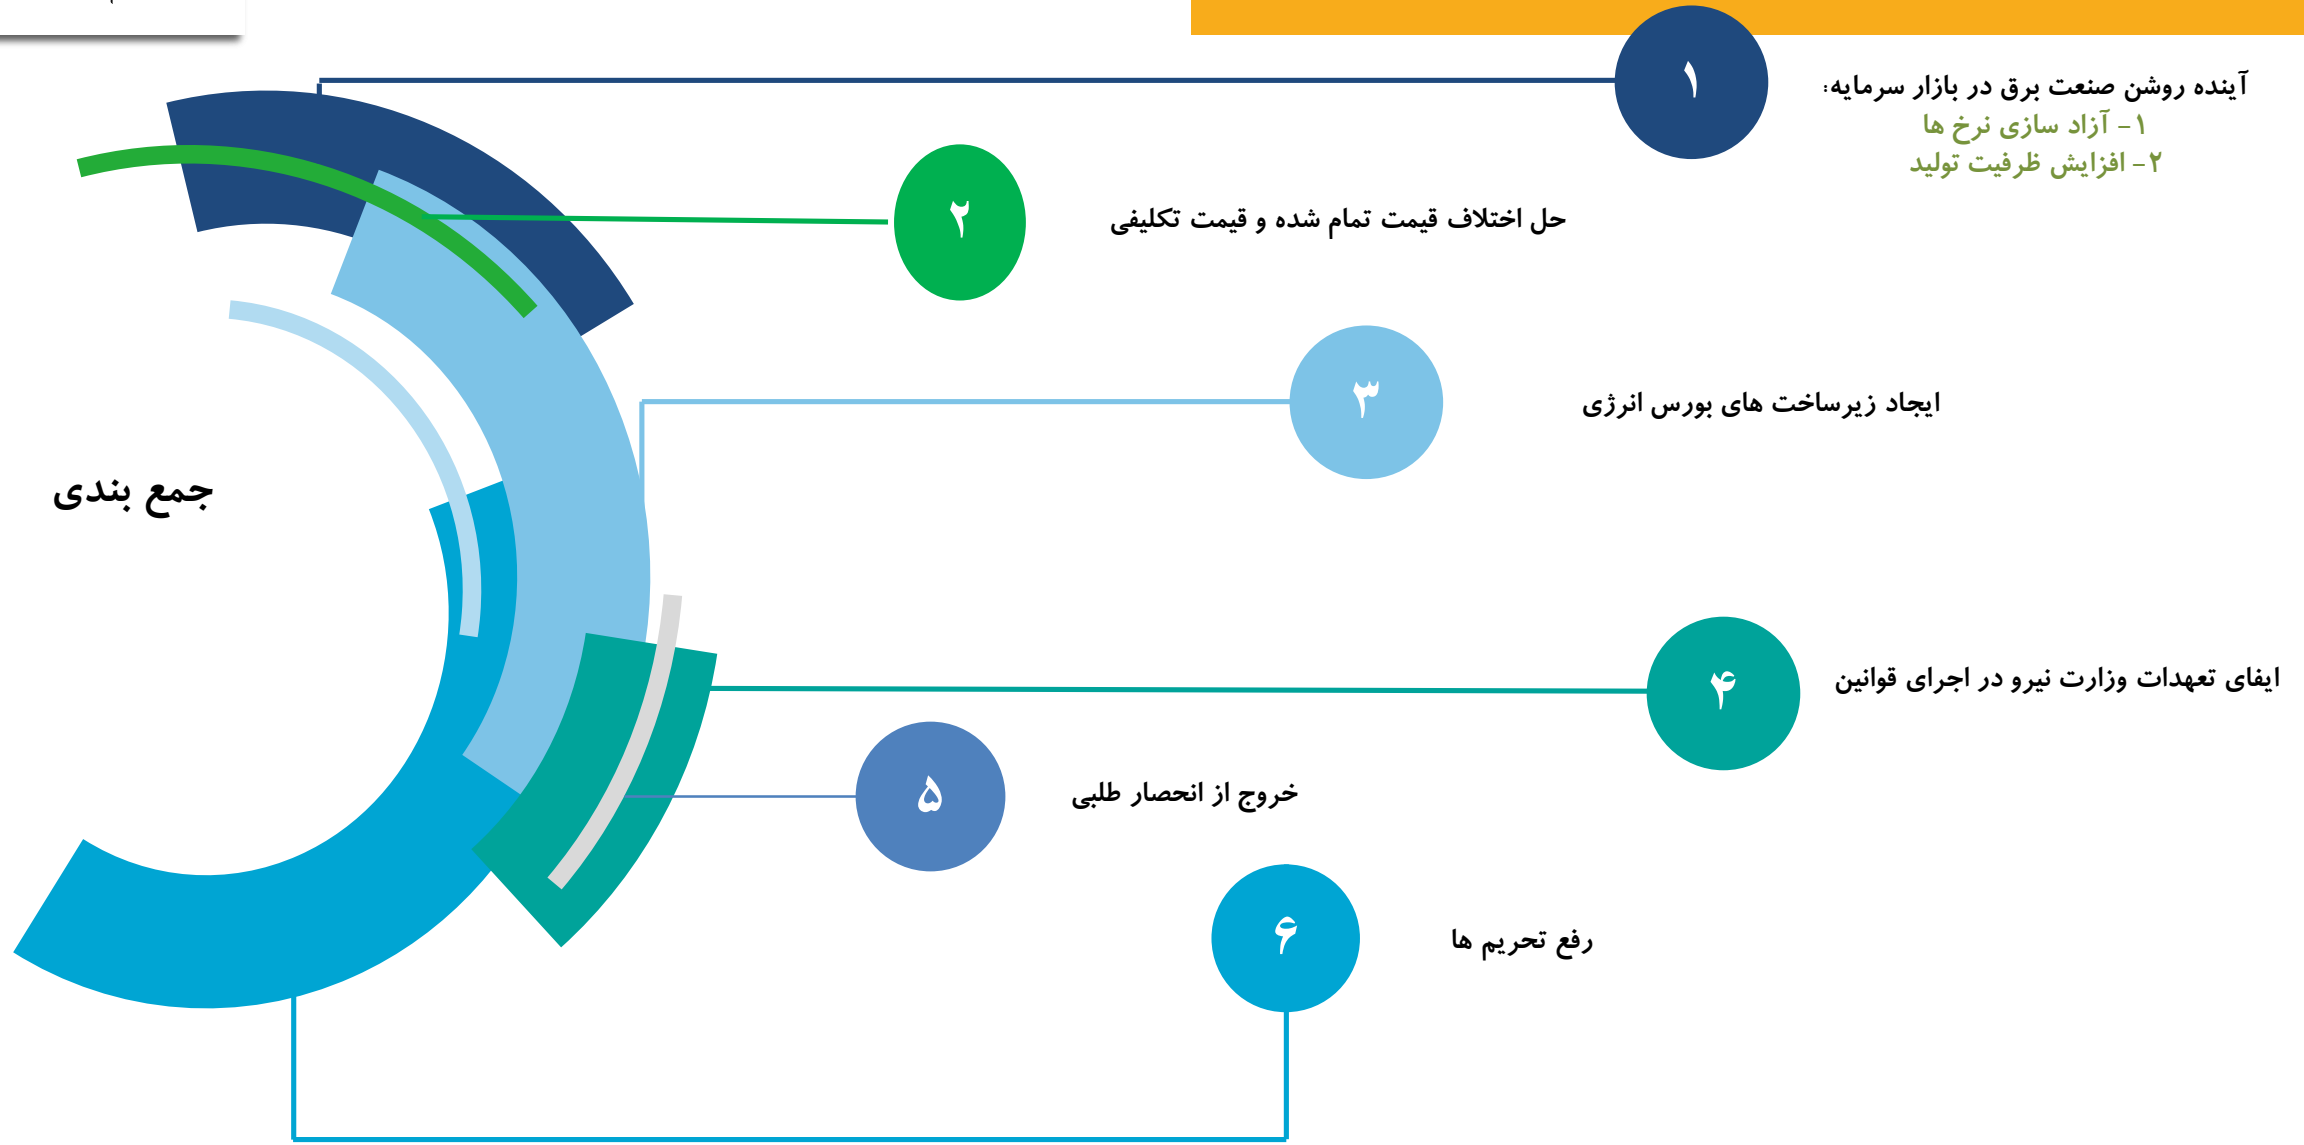 ۱
آینده روشن صنعت برق در بازار سرمایه:
۱- آزاد سازی نرخ ها
۲- افزایش ظرفیت تولید
۲
حل اختلاف قیمت تمام شده و قیمت تکلیفی
۳
ایجاد زیرساخت های بورس انرژی
جمع بندی
۴
ایفای تعهدات وزارت نیرو در اجرای قوانین
۵
خروج از انحصار طلبی
۶
رفع تحریم ها